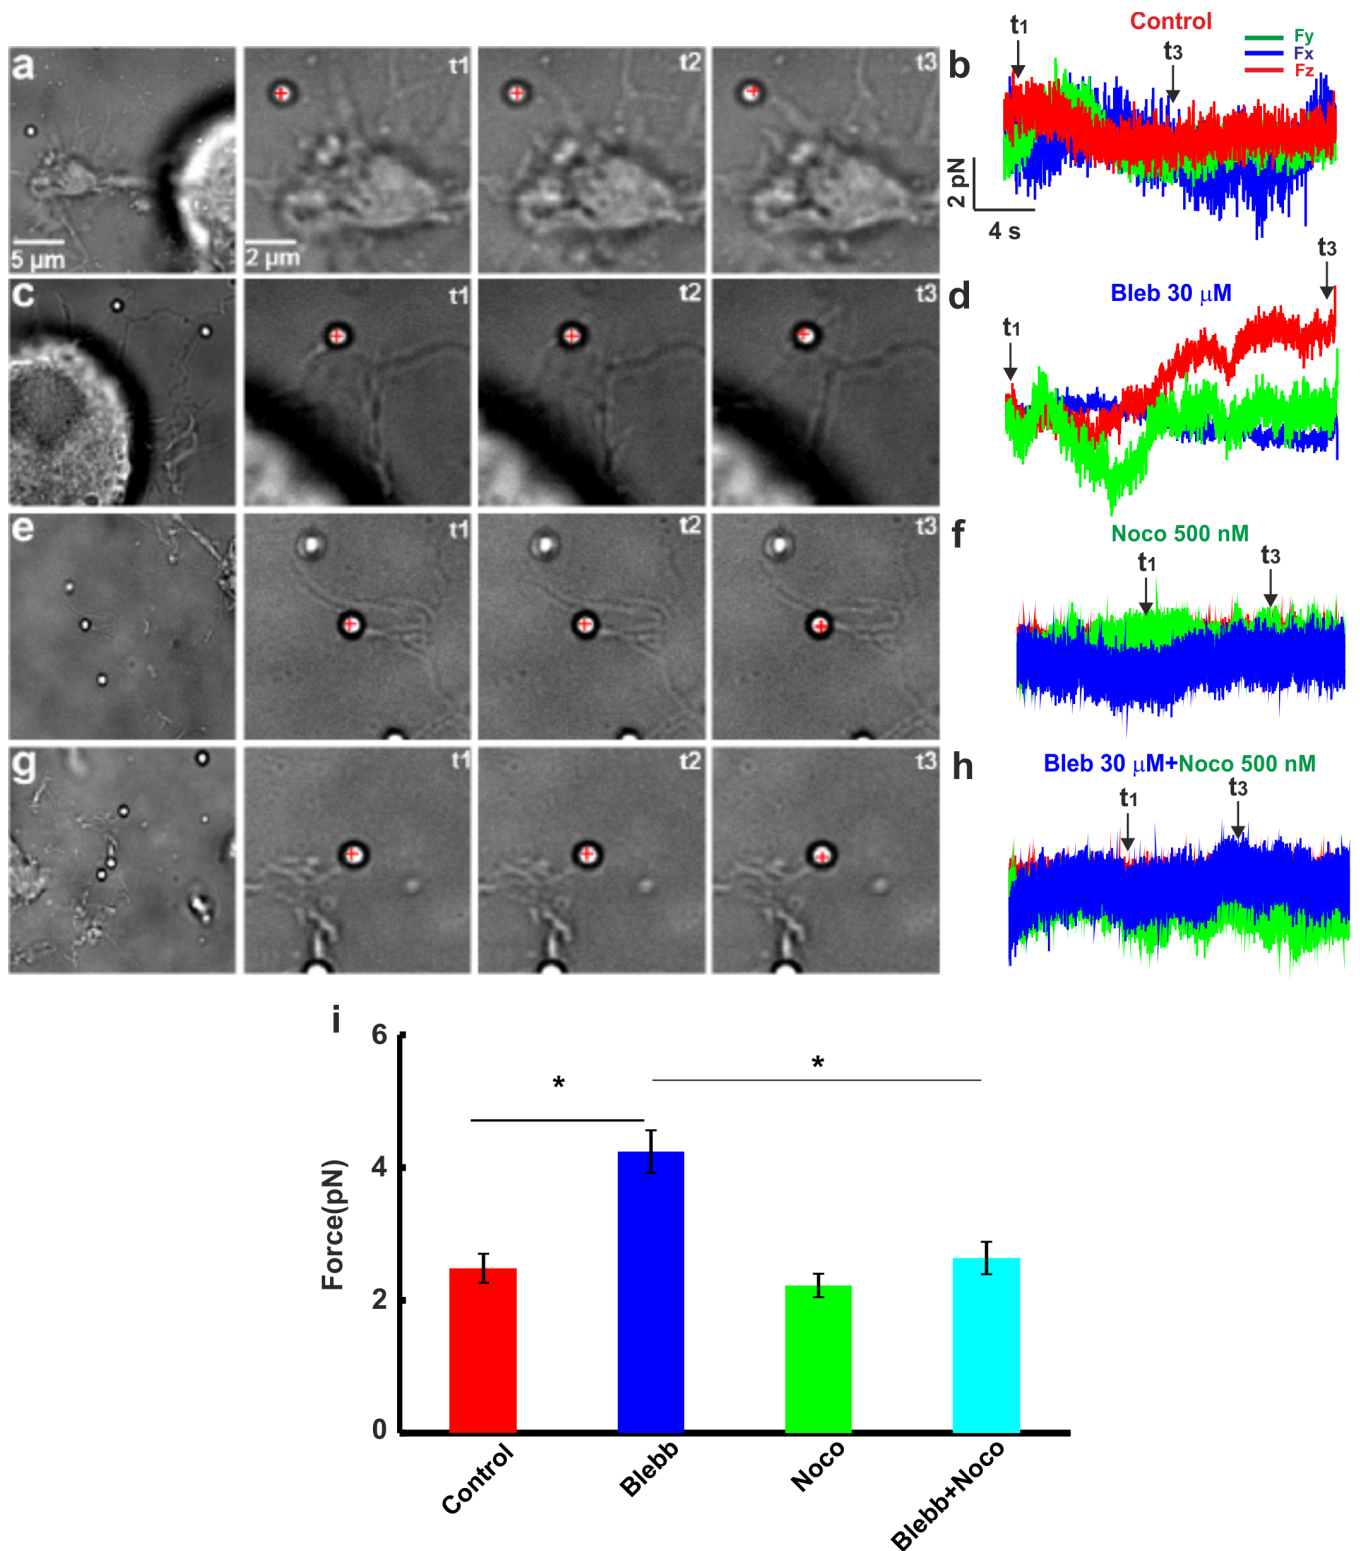 a
t1
t2
t3
5 µm
2 µm
b
Control
t1
t3
Fy
Fx
Fz
2 pN
4 s
c
t1
t2
t3
d
Bleb 30 µM
t1
t3
e
t1
t2
t3
f
Noco 500 nM
t1
t3
g
t1
t2
t3
h
Bleb 30 µM+Noco 500 nM
t1
t3
i
Force(pN)
6
4
2
0
*
*
Control
Blebb
Noco
Blebb+Noco